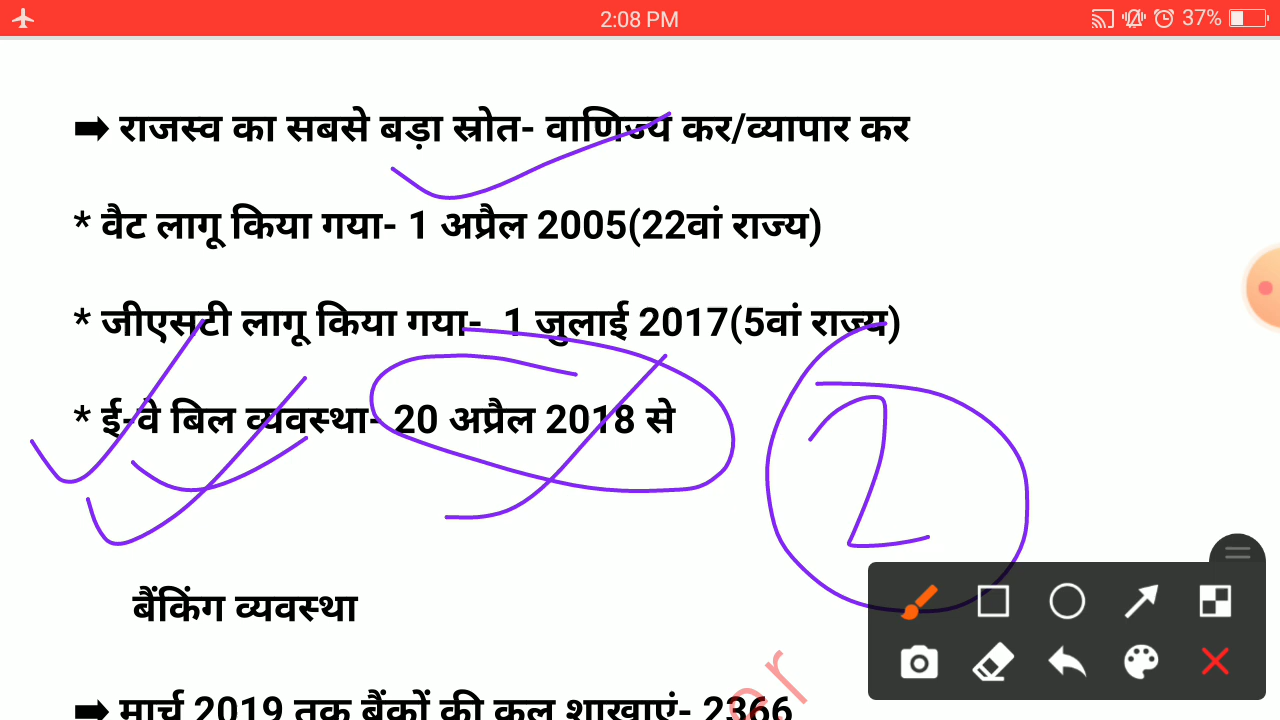 2:08 PM
37%
➡ राजस्व का सबसे बड़ा स्रोत- वाणिज्य कर/व्यापार कर
* वैट लागू किया गया- 1 अप्रैल 2005(22वां राज्य)
* जीएसटी लागू किया गया- 1 जुलाई 2017(5वां राज्य)
* ई-वे बिल व्यवस्था- 20 अप्रैल 2018 से
2
बैंकिंग व्यवस्था
➡ मार्च 2019 तक बैंकों की कुल शाखाएं- 2366